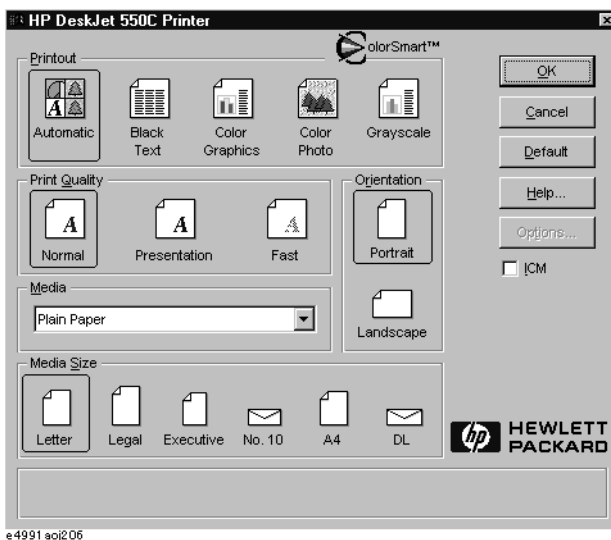 HP DeskJet 550C Printer
ColorSmart™
Printout
Automatic
Black Text
Color Graphics
Color Photo
Grayscale
OK
Cancel
Default
Help...
Options...
ICM
Print Quality
Normal
Presentation
Fast
Orientation
Portrait
Landscape
Media
Plain Paper
Media Size
Letter
Legal
Executive
No. 10
A4
DL
hp HEWLETT
PACKARD
e4991aoi206